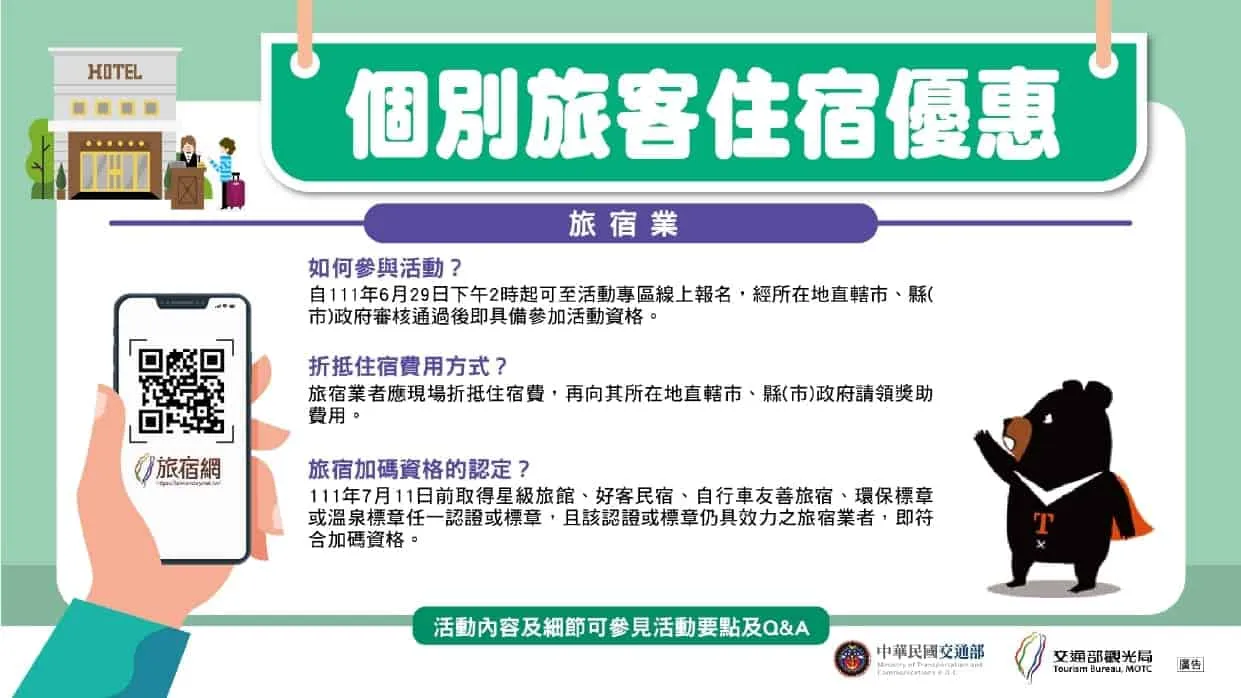 HOTEL
個別旅客住宿優惠
旅宿業
如何參與活動？
自111年6月29日下午2時起可至活動專區線上報名，經所在地直轄市、縣(
市)政府審核通過後即具備參加活動資格。
折抵住宿費用方式？
旅宿業者應現場折抵住宿費，再向其所在地直轄市、縣(市)政府請領獎助
費用。
旅宿網
旅宿加碼資格的認定？
111年7月11日前取得星級旅館、好客民宿、自行車友善旅宿、環保標章
或溫泉標章任一認證或標章，且該認證或標章仍具效力之旅宿業者，即符
合加碼資格。
T
活動內容及細節可參見活動要點及Q&A
中華民國交通部
Ministry of Transportation and
Communications R.O.C.
交通部觀光局
Tourism Bureau, MOTC
廣告